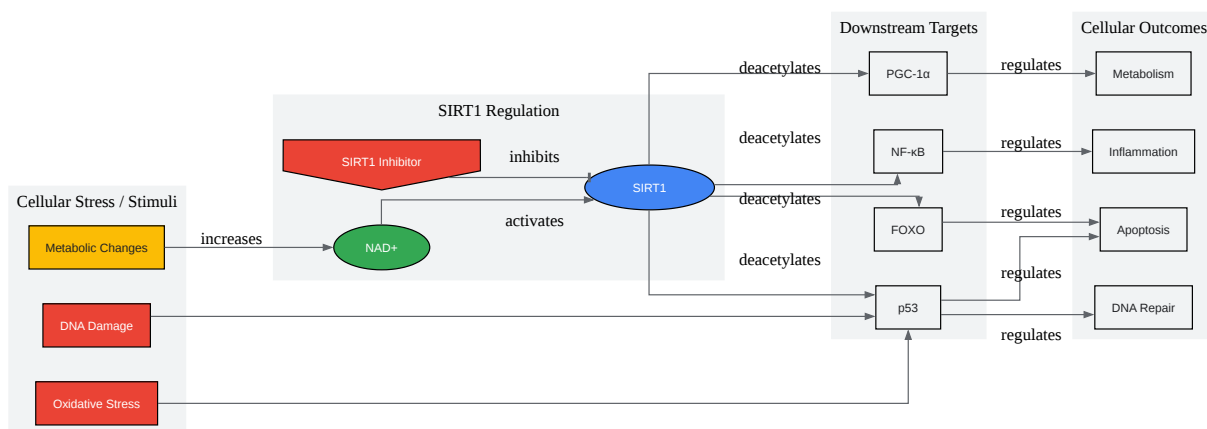 Downstream Targets
Cellular Outcomes
deacetylates
PGC-1α
regulates
Metabolism
SIRT1 Regulation
deacetylates
NF-κB
regulates
Inflammation
SIRT1 Inhibitor
inhibits
SIRT1
Cellular Stress / Stimuli
deacetylates
FOXO
regulates
Apoptosis
activates
Metabolic Changes
increases
NAD+
deacetylates
regulates
DNA Damage
p53
DNA Repair
regulates
Oxidative Stress